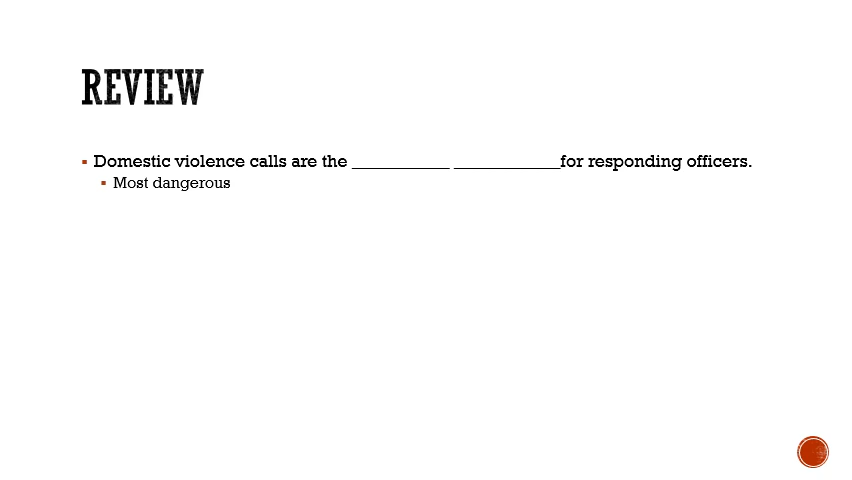 REVIEW
▪ Domestic violence calls are the ___________ ____________for responding officers.
▪ Most dangerous